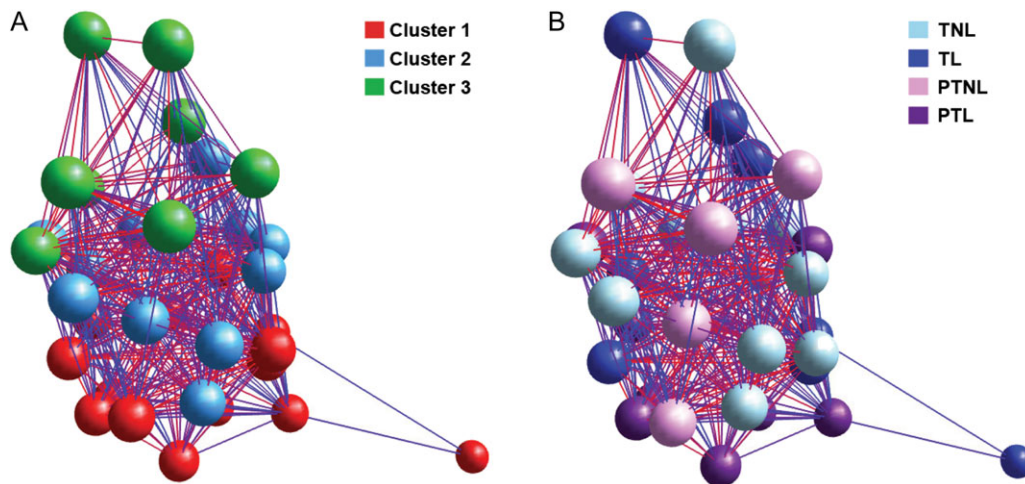 A
Cluster 1
Cluster 2
Cluster 3
B
TNL
TL
PTNL
PTL